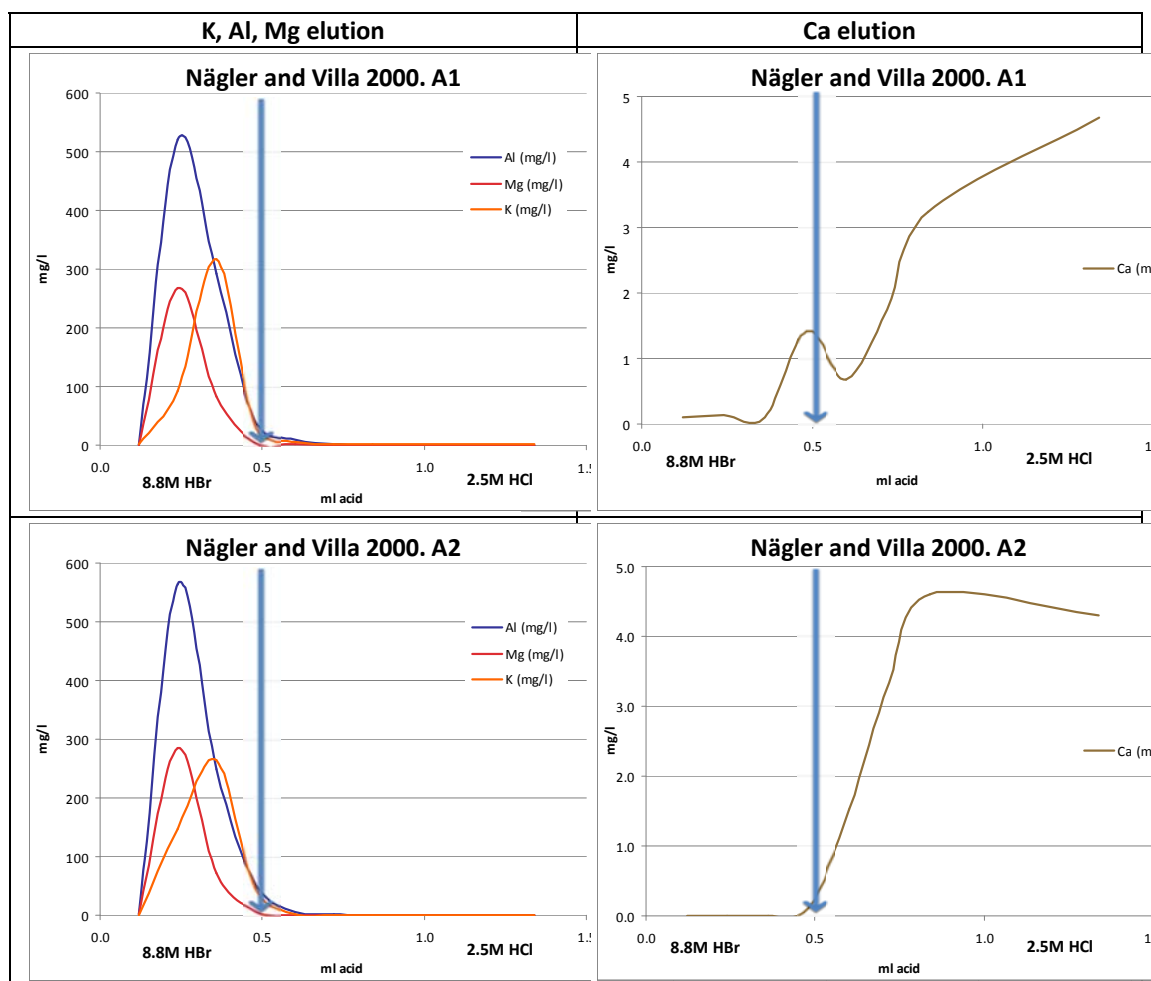 K, Al, Mg elution
Ca elution
Nägler and Villa 2000. A1
600
500
400
300
200
100
0
mg/l
Al (mg/l)
Mg (mg/l)
K (mg/l)
0.0
0.5
1.0
1.5
8.8M HBr
2.5M HCl
ml acid
Nägler and Villa 2000. A1
5
4
3
2
1
0
mg/l
Ca (m
0.0
0.5
1.0
8.8M HBr
2.5M HCl
ml acid
Nägler and Villa 2000. A2
600
500
400
300
200
100
0
mg/l
Al (mg/l)
Mg (mg/l)
K (mg/l)
0.0
0.5
1.0
8.8M HBr
2.5M HCl
ml acid
Nägler and Villa 2000. A2
5.0
4.0
3.0
2.0
1.0
0.0
mg/l
Ca (m
0.0
0.5
1.0
8.8M HBr
2.5M HCl
ml acid